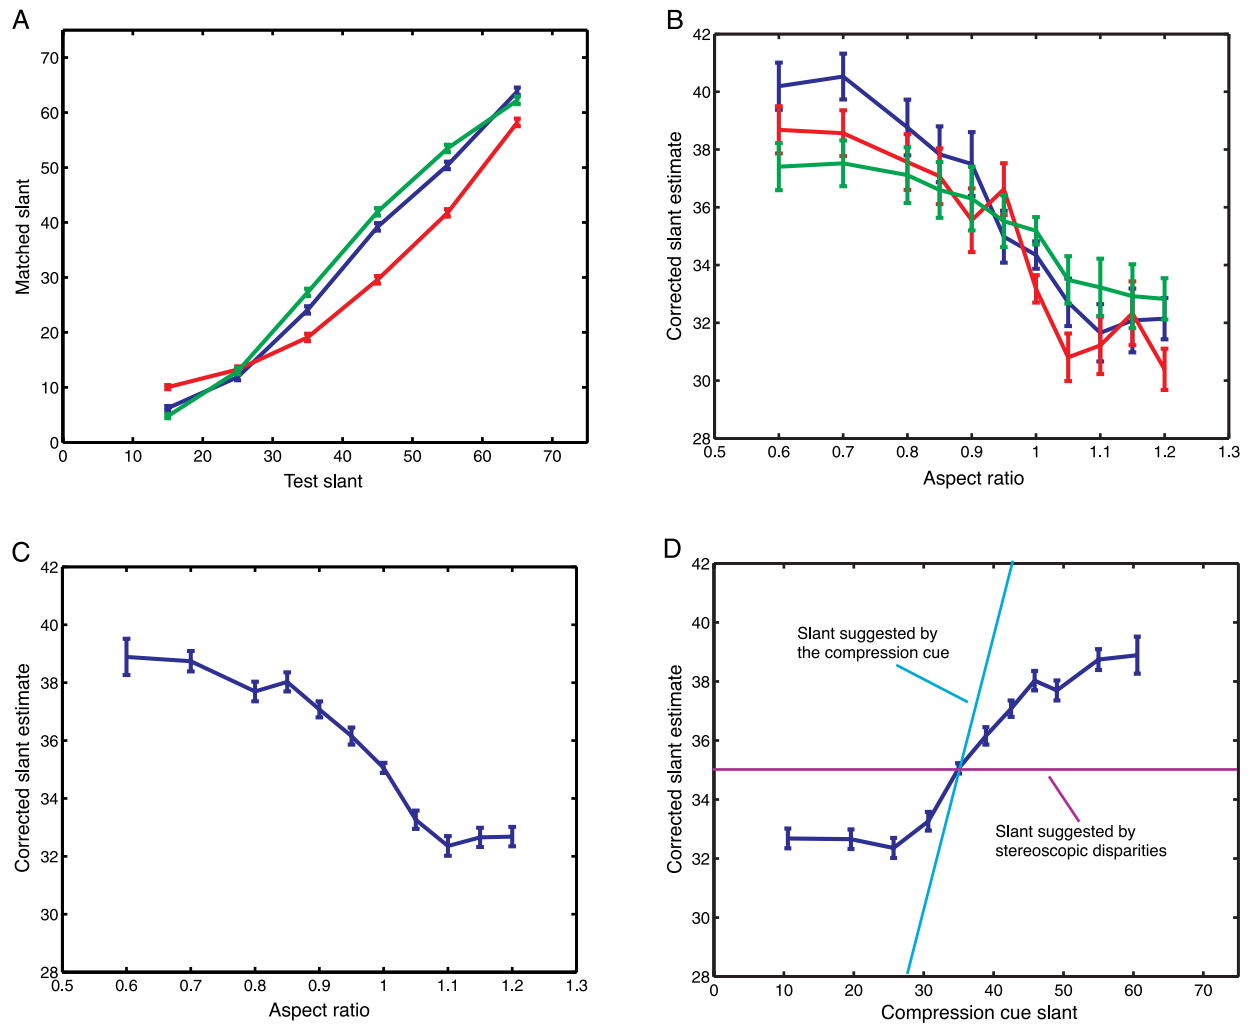 A
70
60
50
40
30
20
10
0
Matched slant
0 10 20 30 40 50 60 70
Test slant
B
42
40
38
36
34
32
30
28
Corrected slant estimate
0.5 0.6 0.7 0.8 0.9 1 1.1 1.2 1.3
Aspect ratio
C
42
40
38
36
34
32
30
28
Corrected slant estimate
0.5 0.6 0.7 0.8 0.9 1 1.1 1.2 1.3
Aspect ratio
D
42
40
38
36
34
32
30
28
Corrected slant estimate
Slant suggested by
the compression cue
Slant suggested by
stereoscopic disparities
0 10 20 30 40 50 60 70
Compression cue slant